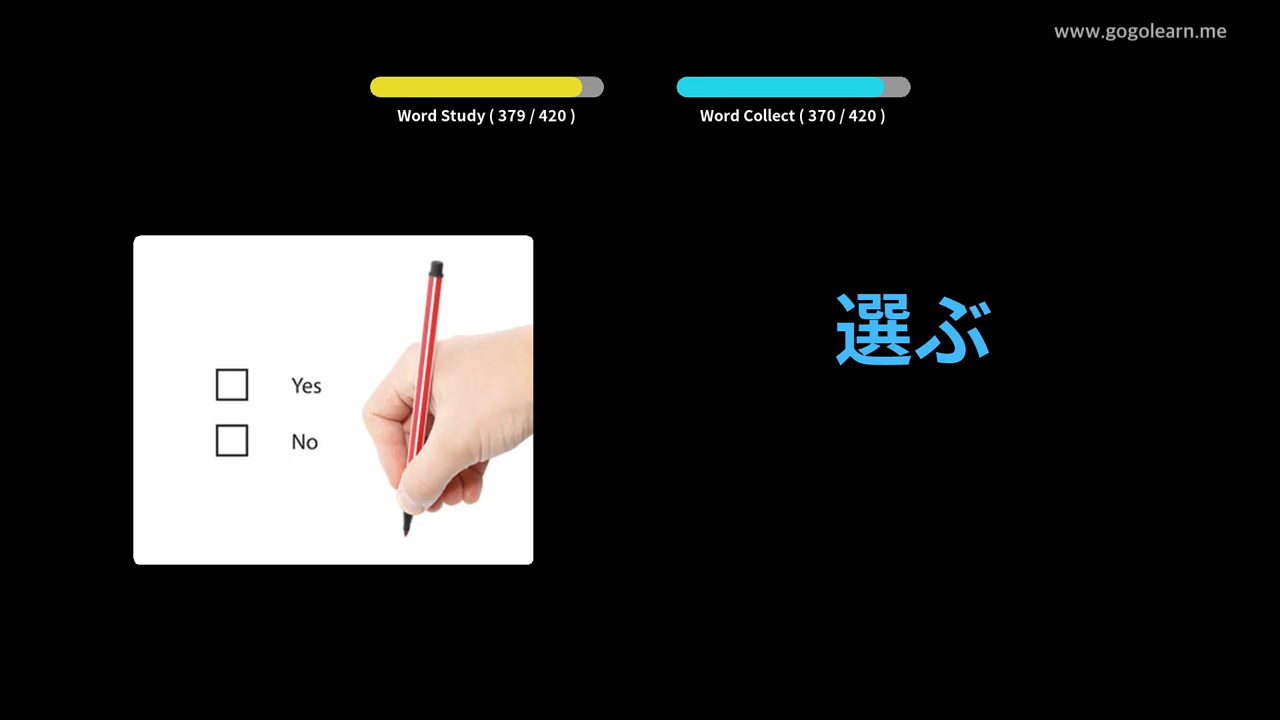 www.gogolearn.me
Word Study ( 379 / 420 )
Word Collect ( 370 / 420 )
Yes
No
選ぶ